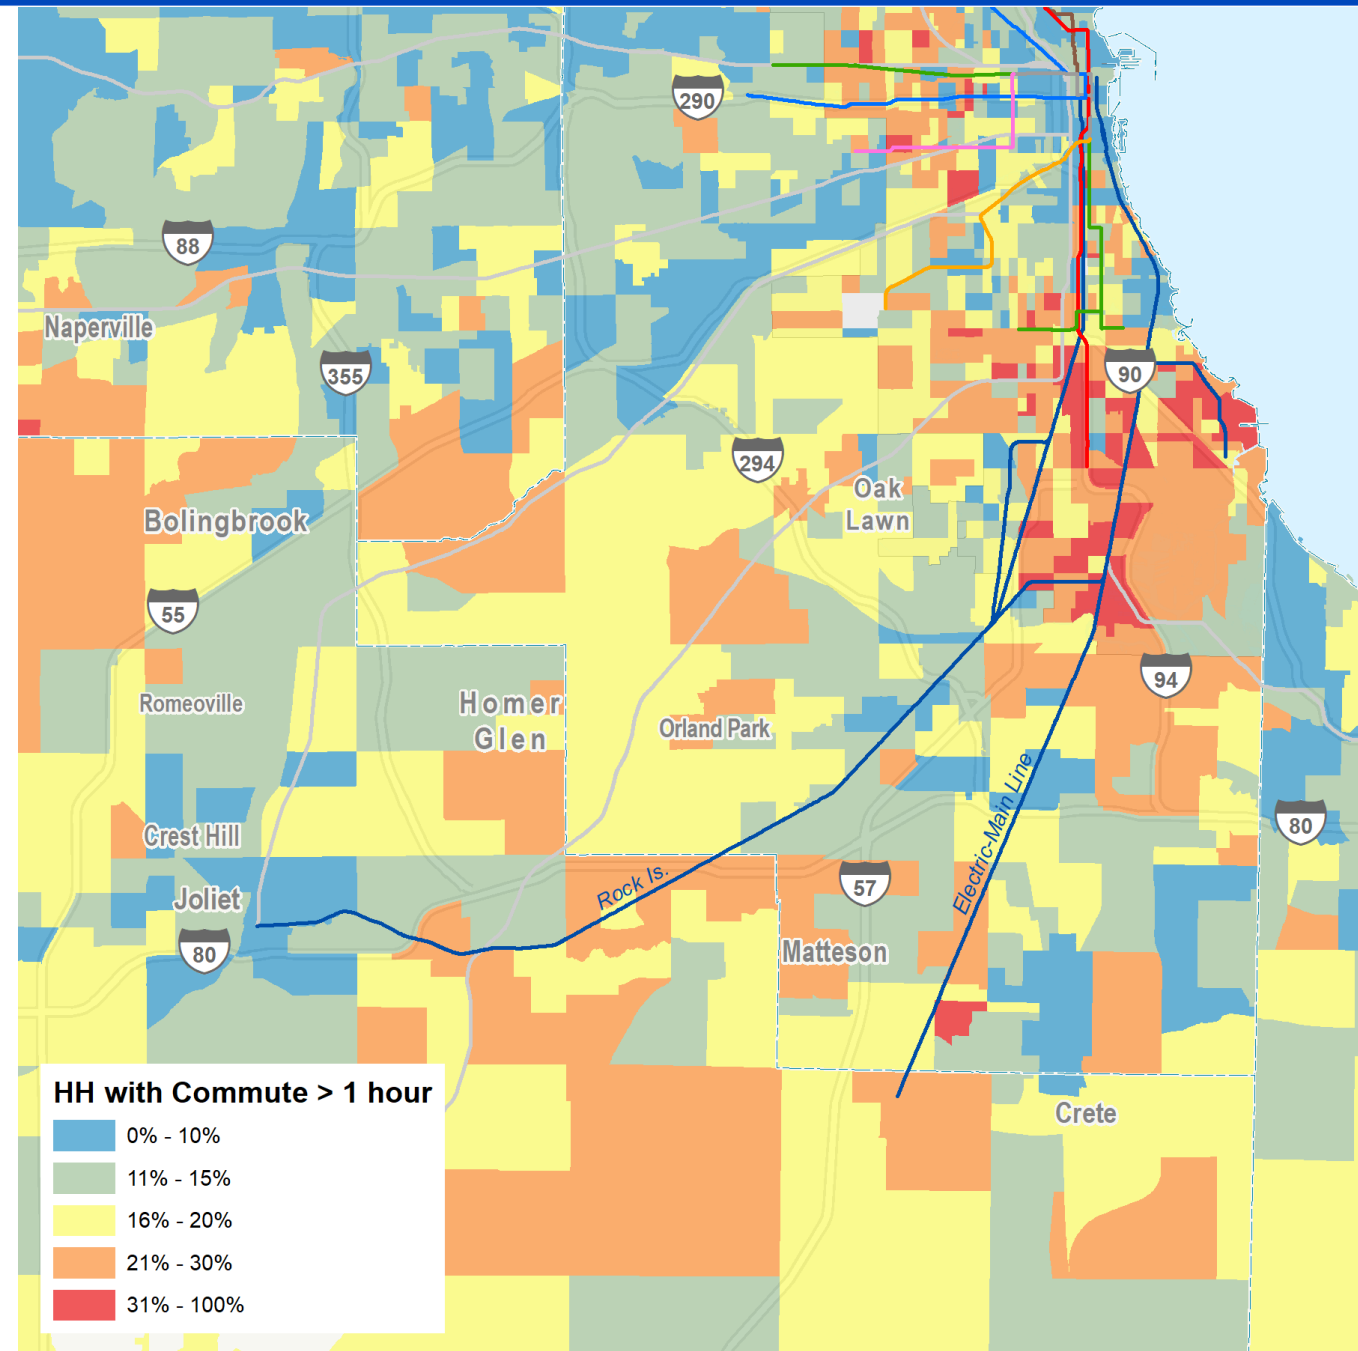 290
88
Naperville
355
90
294
Oak
Lawn
Bolingbrook
55
94
Romeoville
Homer
Glen
Orland Park
Electric-Main Line
80
Crest Hill
Rock Is.
57
Joliet
80
Matteson
HH with Commute > 1 hour
0% - 10%
11% - 15%
16% - 20%
21% - 30%
31% - 100%
Crete